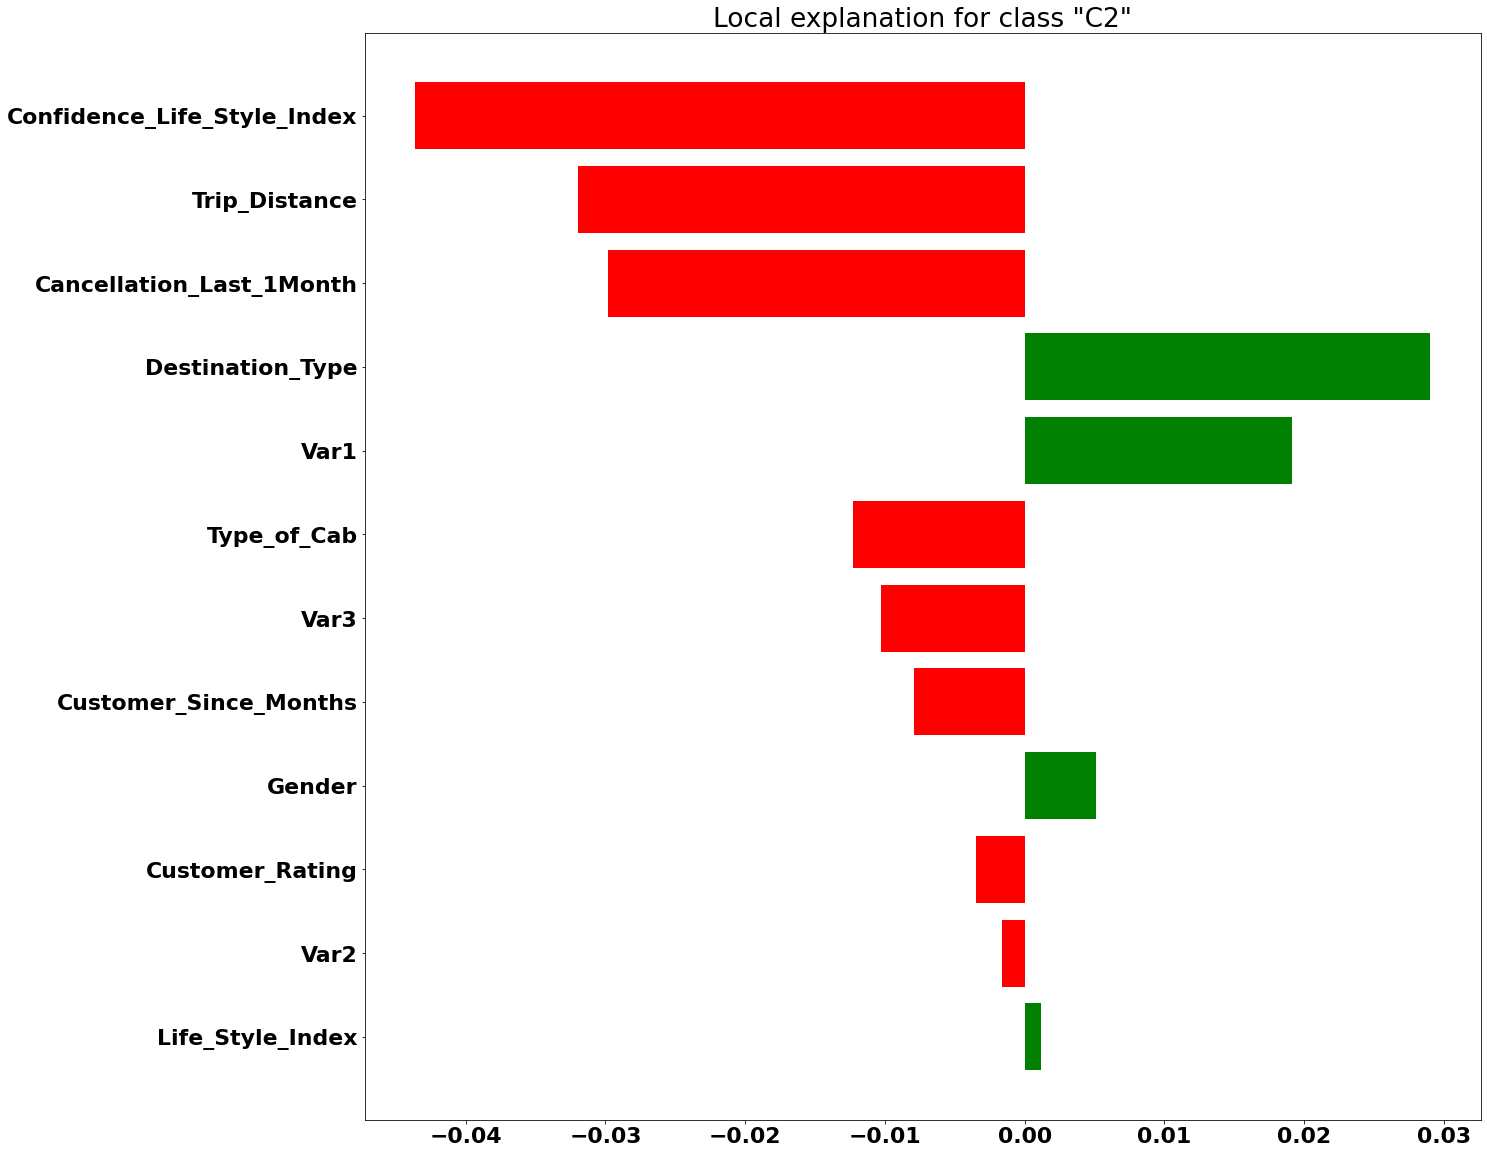 Local explanation for class "C2"
Confidence_Life_Style_Index
Trip_Distance
Cancellation_Last_1Month
Destination_Type
Var1
Type_of_Cab
Var3
Customer_Since_Months
Gender
Customer_Rating
Var2
Life_Style_Index
−0.04 −0.03 −0.02 −0.01 0.00 0.01 0.02 0.03